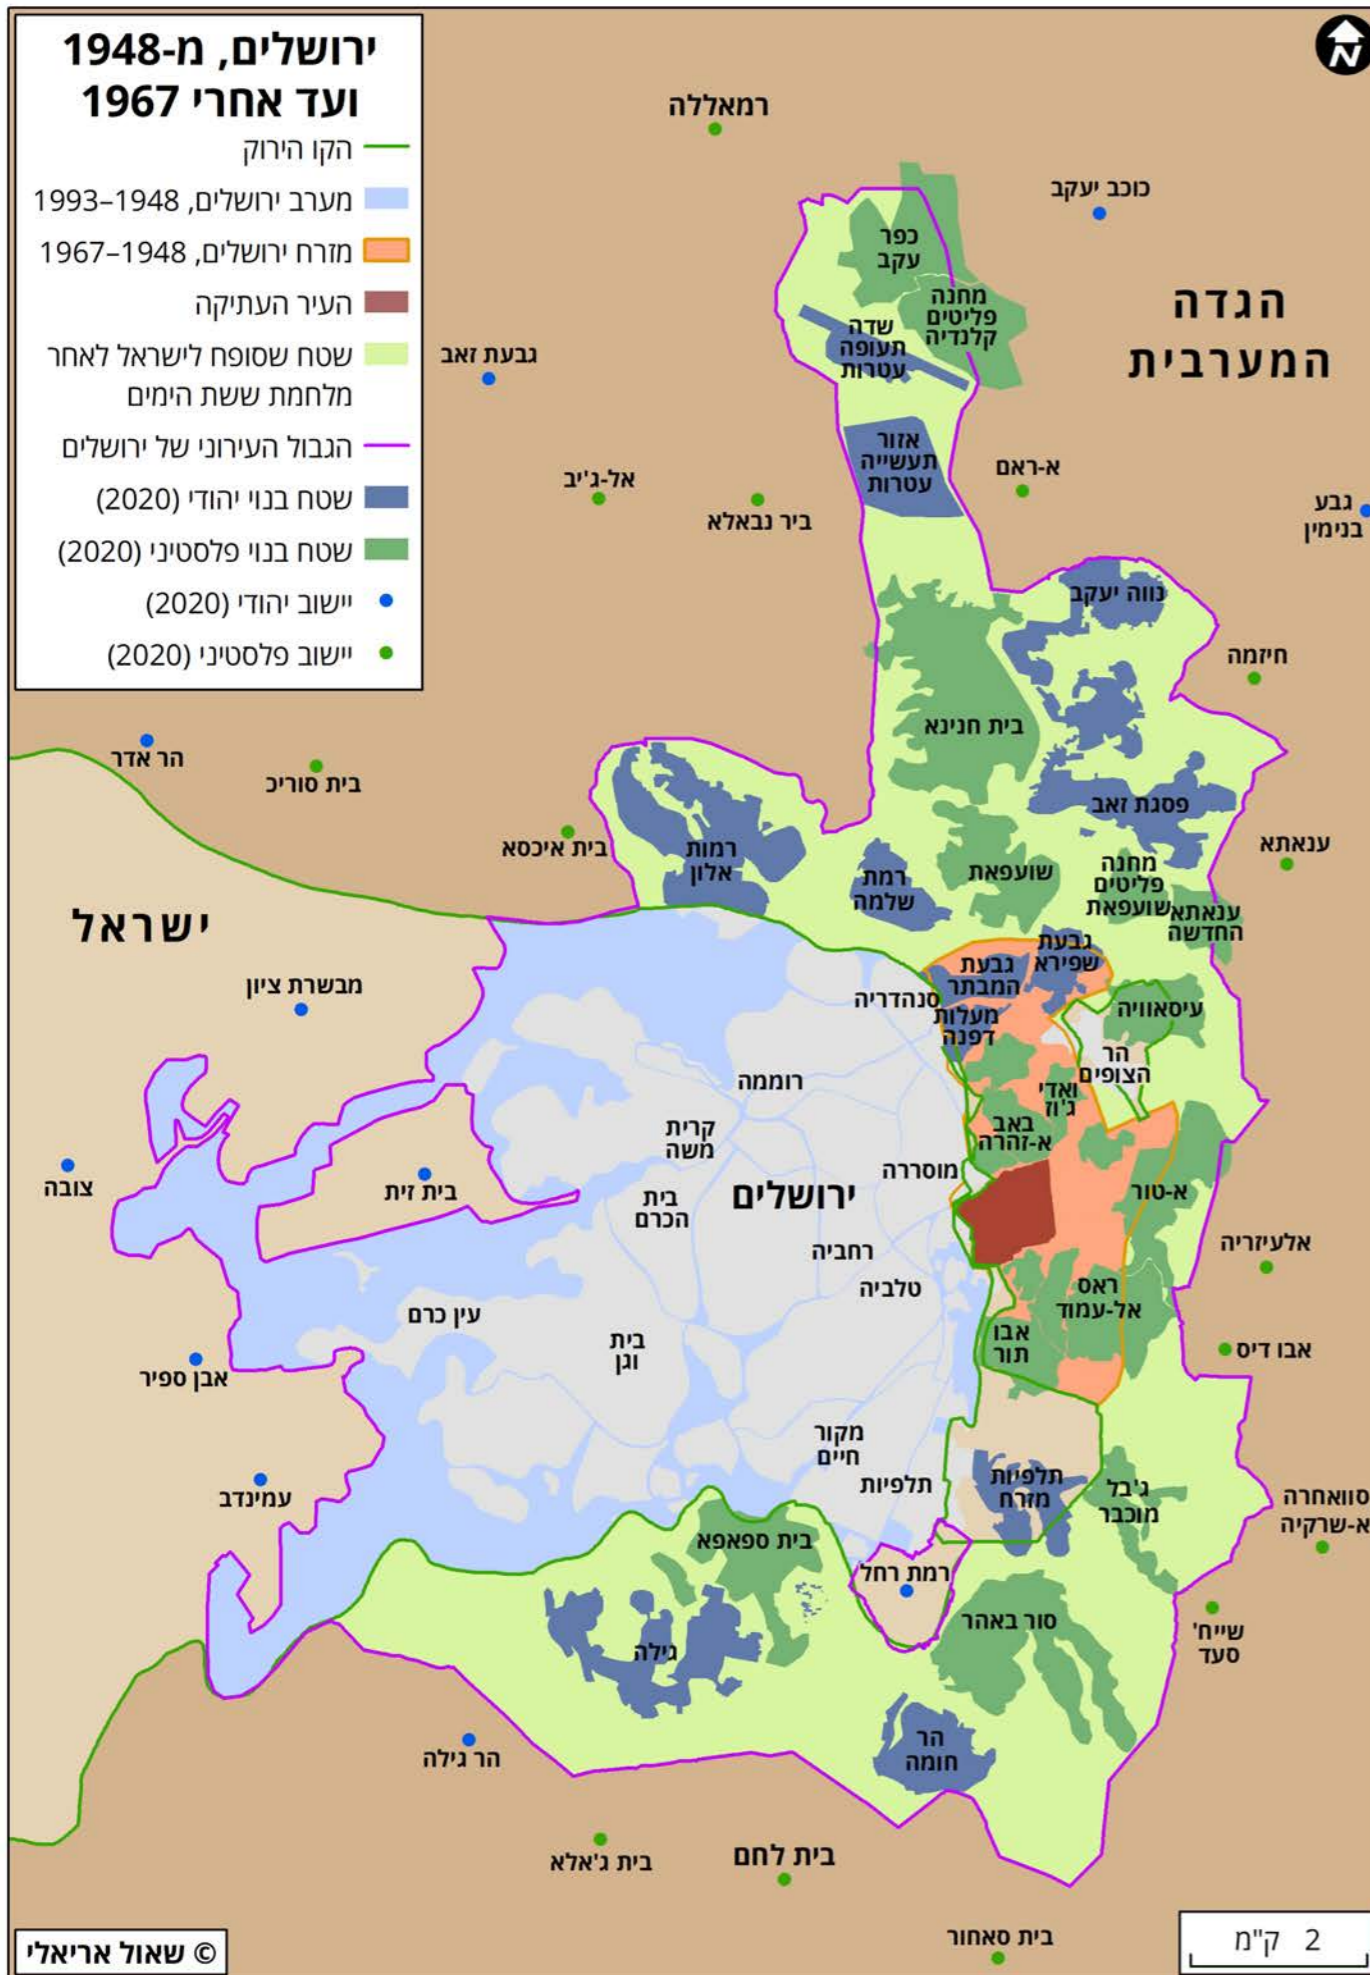 ירושלים, מ-1948
ועד אחרי 1967
הקו הירוק
מערב ירושלים, 1948–1993
מזרח ירושלים, 1948–1967
העיר העתיקה
שטח שסופח לישראל לאחר
מלחמת ששת הימים
הגבול העירוני של ירושלים
שטח בנוי יהודי (2020)
שטח בנוי פלסטיני (2020)
יישוב יהודי (2020)
יישוב פלסטיני (2020)
N
רמאללה
כוכב יעקב
כפר
עקב
הגדה
המערבית
מחנה
פליטים
קלנדיה
שדה
תעופה
עטרות
גבעת זאב
אזור
תעשייה
עטרות
א-ראם
אל-ג'יב
ביר נבאלא
גבע
בנימין
נווה יעקב
חיזמה
בית חנינא
הר אדר
בית סוריכ
פסגת זאב
ענאתא
בית איכסא
רמות
אלון
רמת
שלמה
שועפאת
מחנה
פליטים
שועפאת
ענאתא
החדשה
ישראל
גבעת
שפירא
גבעת
המבתר
מבשרת ציון
סנהדריה
מעלות
דפנה
עיסאוויה
הר
הצופים
רוממה
ואדי
ג'וז
קרית
משה
באב
א-זהרה
מוסררה
צובה
בית זית
בית
הכרם
ירושלים
א-טור
רחביה
אלעיזריה
טלביה
ראס
אל-עמוד
עין כרם
בית
וגן
אבו
תור
אבו דיס
אבן ספיר
מקור
חיים
תלפיות
תלפיות
מזרח
ג'בל
מוכבר
עמינדב
סוואחרה
א-שרקיה
בית ספאפא
רמת רחל
סור באהר
שייח'
סעד
גילה
הר גילה
הר
חומה
בית ג'אלא
בית לחם
בית סאחור
2 ק"מ
© שאול אריאלי